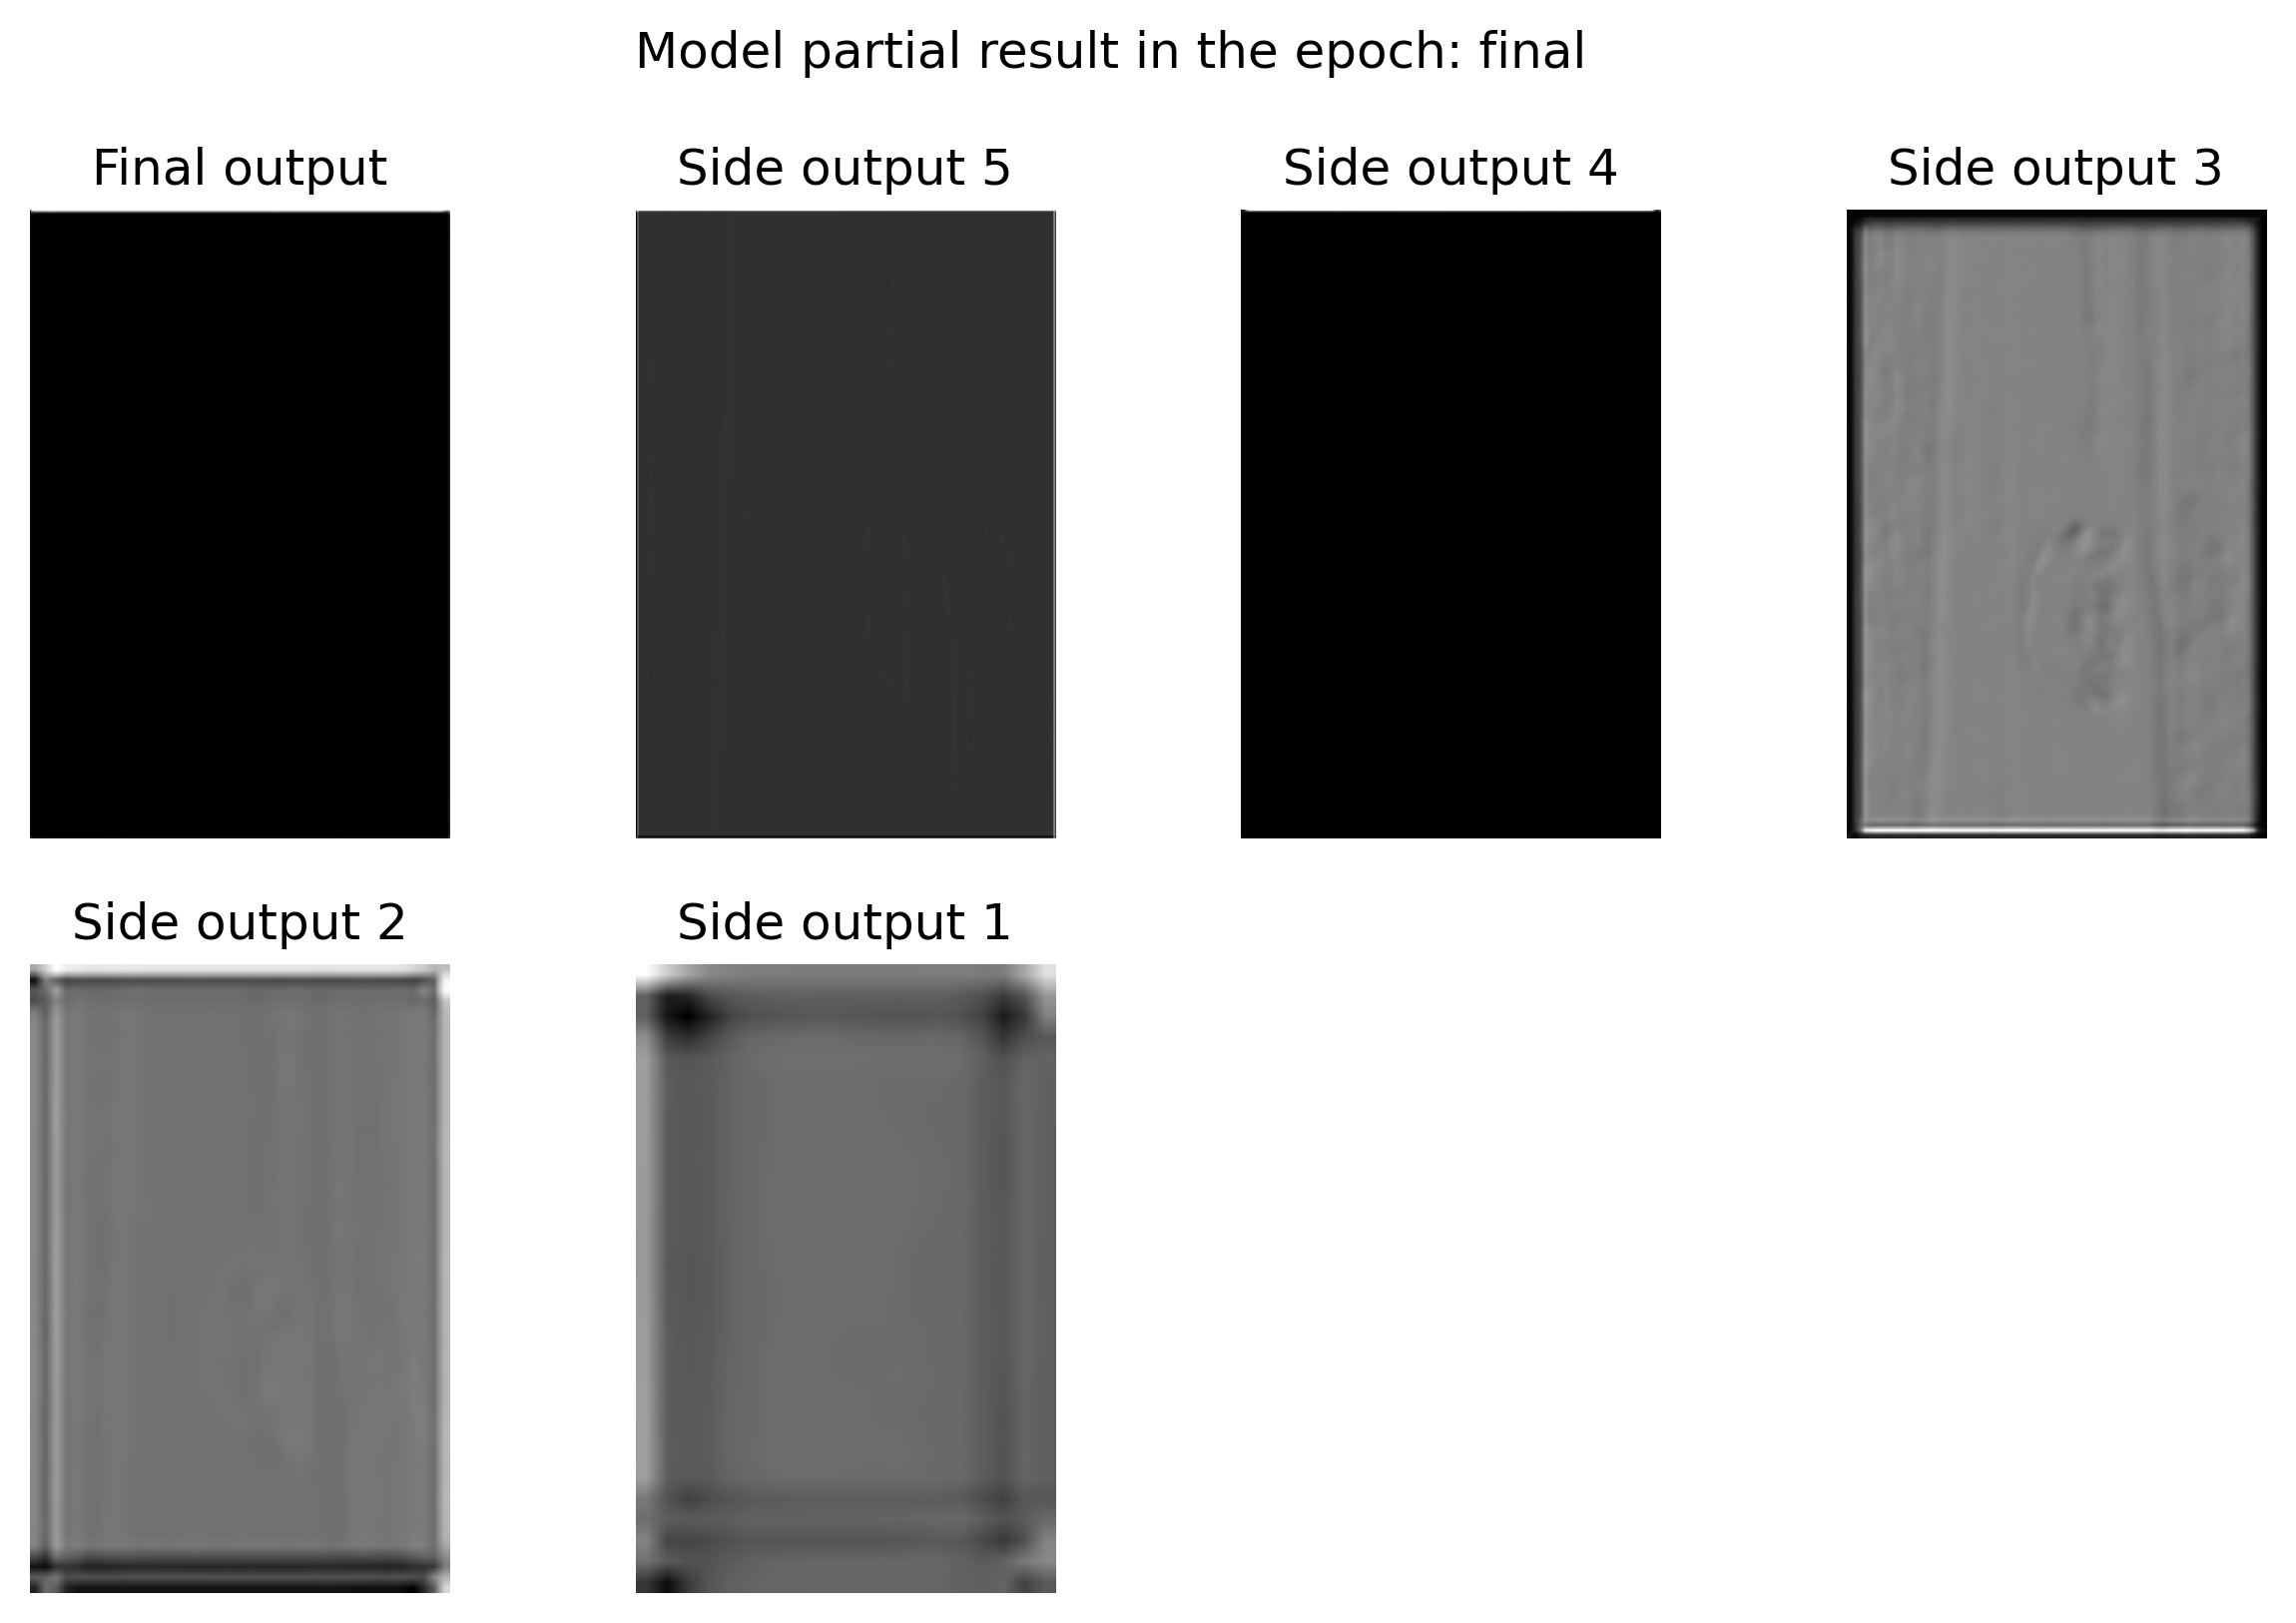 Model partial result in the epoch: final
Final output
Side output 5
Side output 4
Side output 3
Side output 2
Side output 1